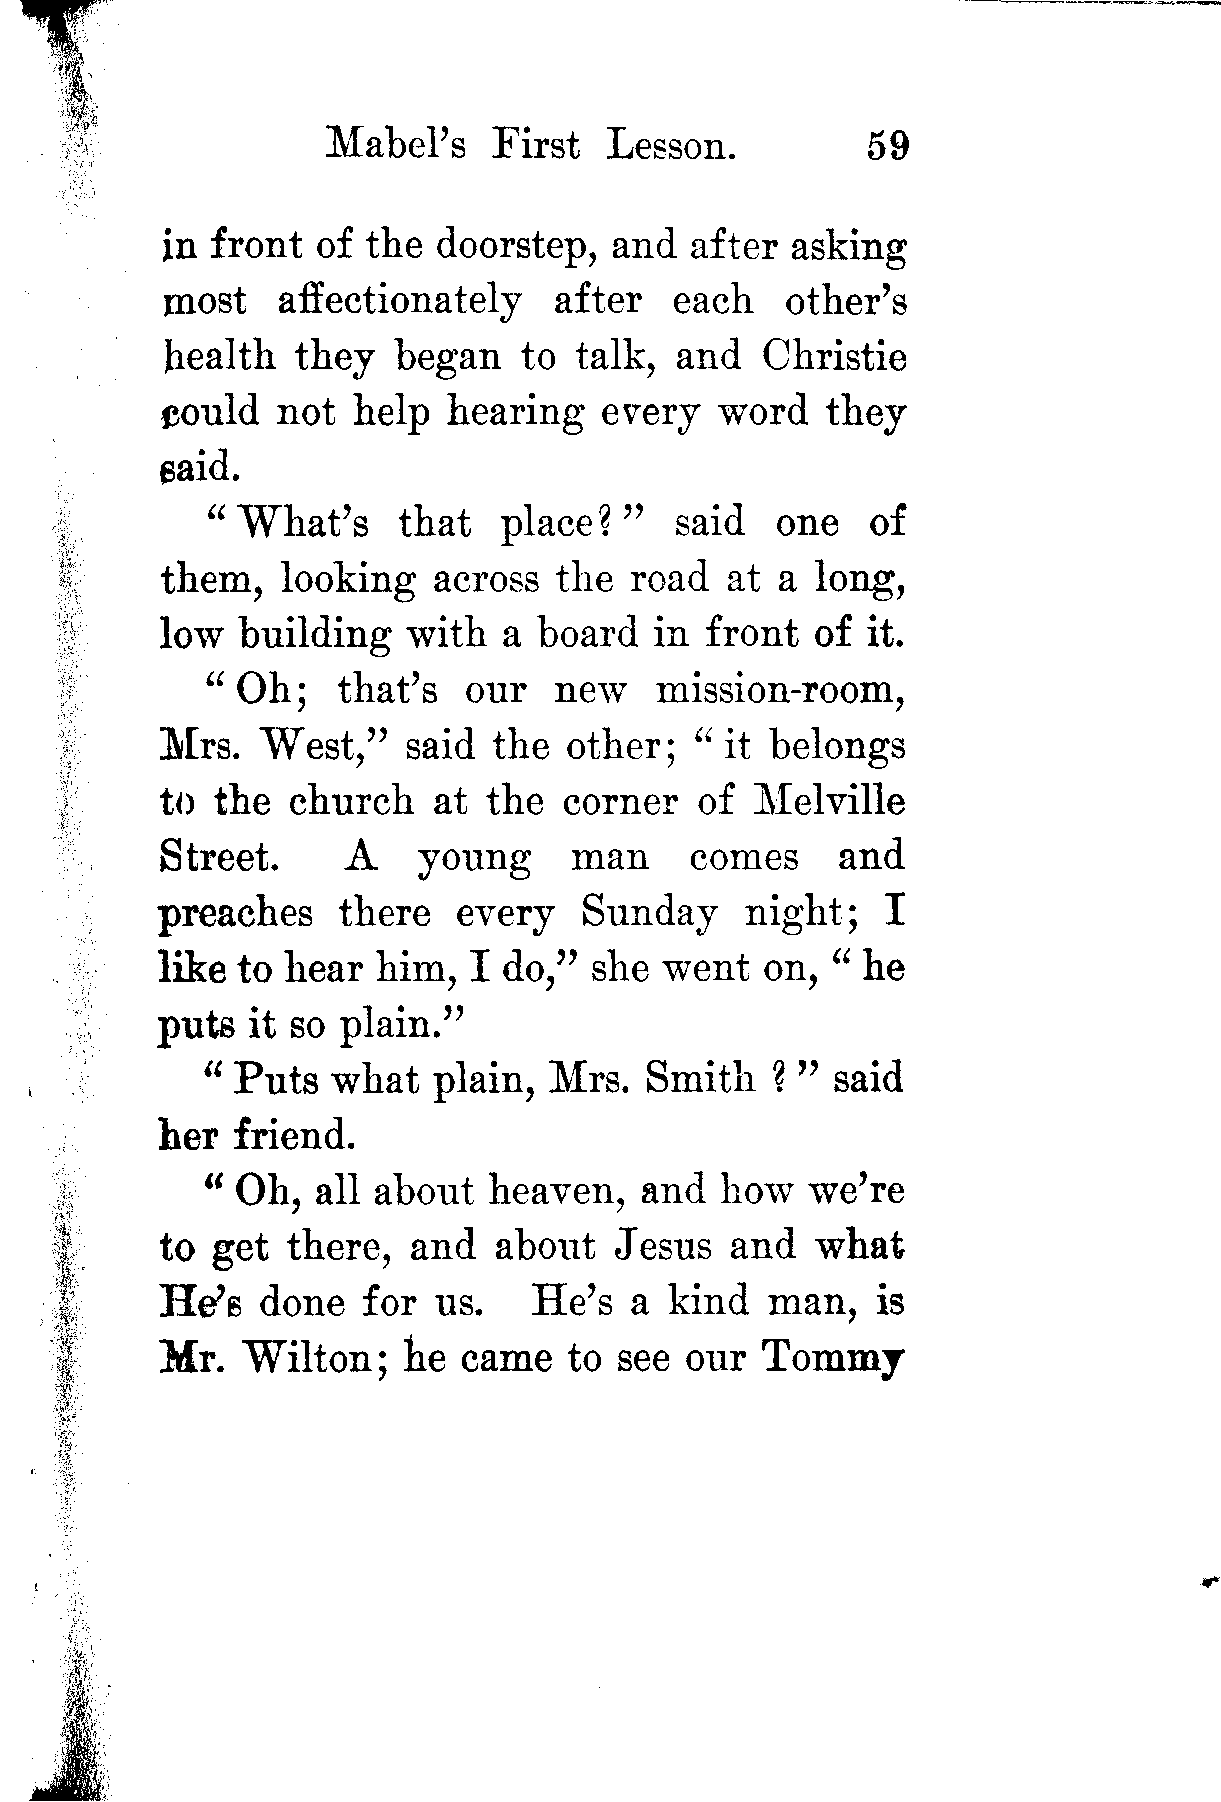 Mabel's First Lesson. 59
in front of the doorstep, and after asking
most affectionately after each other's
health they began to talk, and Christie
could not help hearing every word they
said.
“ What's that place? ” said one of
them, looking across the road at a long,
low building with a board in front of it.
“ Oh; that's our new mission-room,
Mrs. West,” said the other; “ it belongs
to the church at the corner of Melville
Street. A young man comes and
preaches there every Sunday night; I
like to hear him, I do,” she went on, “ he
puts it so plain.”
“ Puts what plain, Mrs. Smith ? ” said
her friend.
“ Oh, all about heaven, and how we're
to get there, and about Jesus and what
He's done for us. He's a kind man, is
Mr. Wilton; he came to see our Tommy